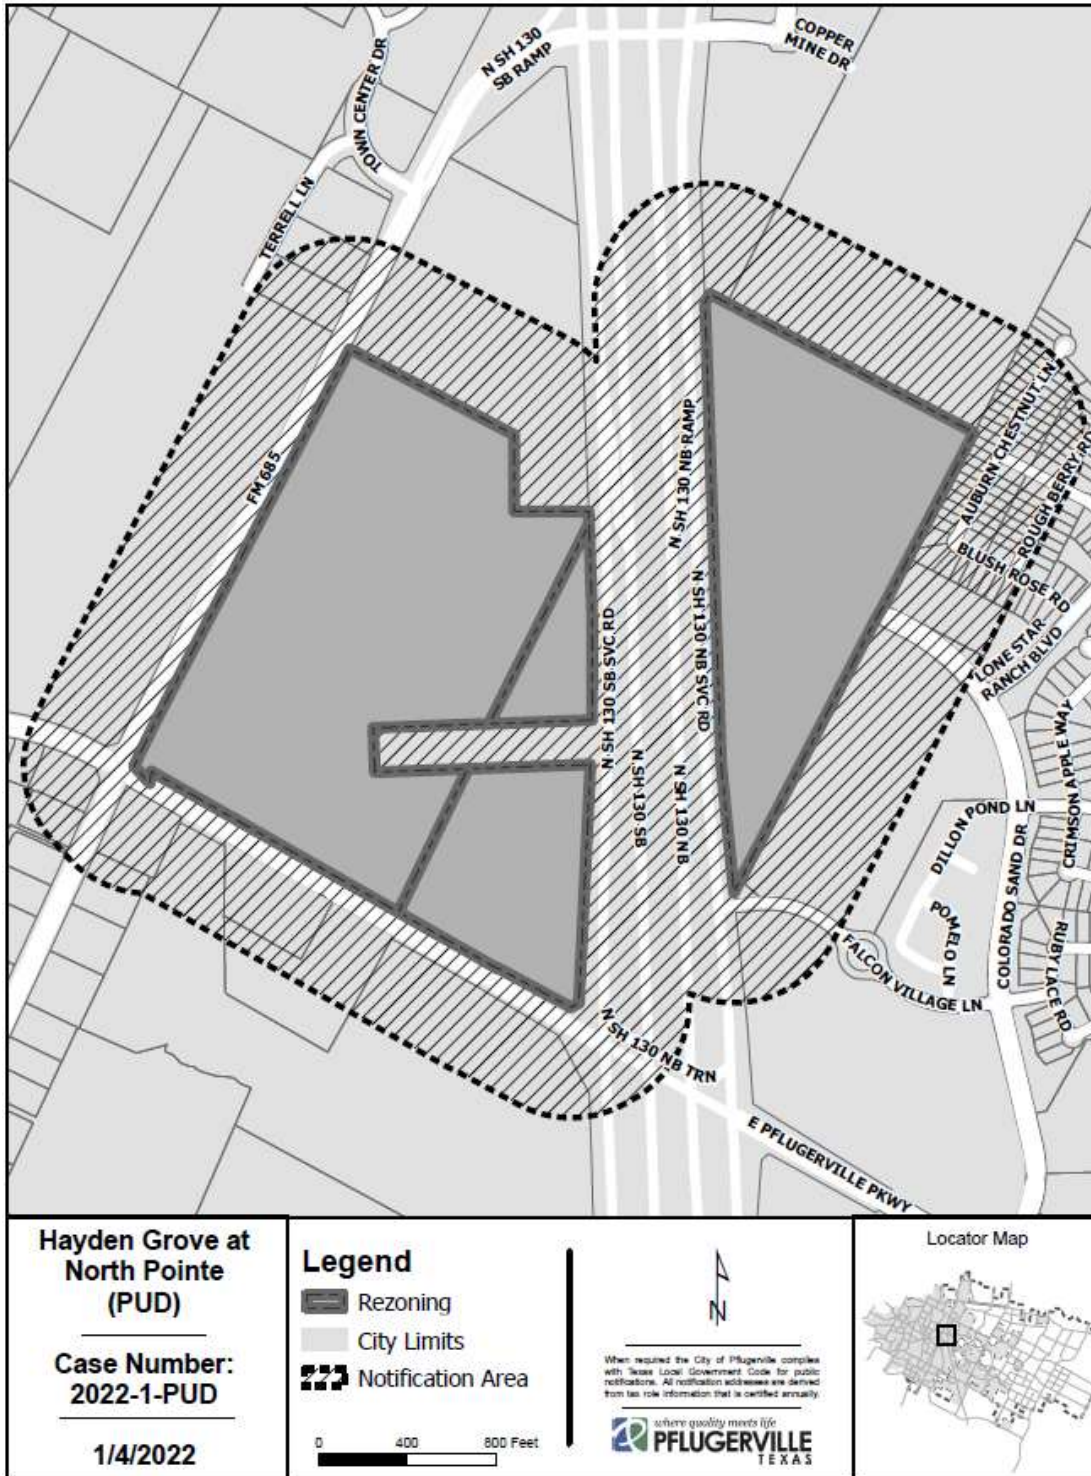 COPPER
MINE DR
N SH 130
SB RAMP
TOWN CENTER DR
TERRELL LN
FM 685
N SH 130 NB RAMP
AUBURN CHESTNUT LN
ROUGH BERRY RD
BLUSH ROSE RD
LONE STAR
RANCH BLVD
N SH 130 SB SVC RD
N SH 130 NB SVC RD
N SH 130 SB
N SH 130 NB
CRIMSON APPLE WAY
DILLON POND LN
COLORADO SAND DR
POMELO LN
RUBY LACE RD
FALCON VILLAGE LN
N SH 130 NB TRN
E PFLUGERVILLE PKWY
Hayden Grove at
North Pointe
(PUD)
Case Number:
2022-1-PUD
1/4/2022
Legend
Rezoning
City Limits
Notification Area
0 400 800 Feet
N
When required the City of Pflugerville complies
with Texas Local Government Code for public
notifications. All notification addresses are derived
from tax role information that is certified annually.
where quality meets life
PFLUGERVILLE
TEXAS
Locator Map